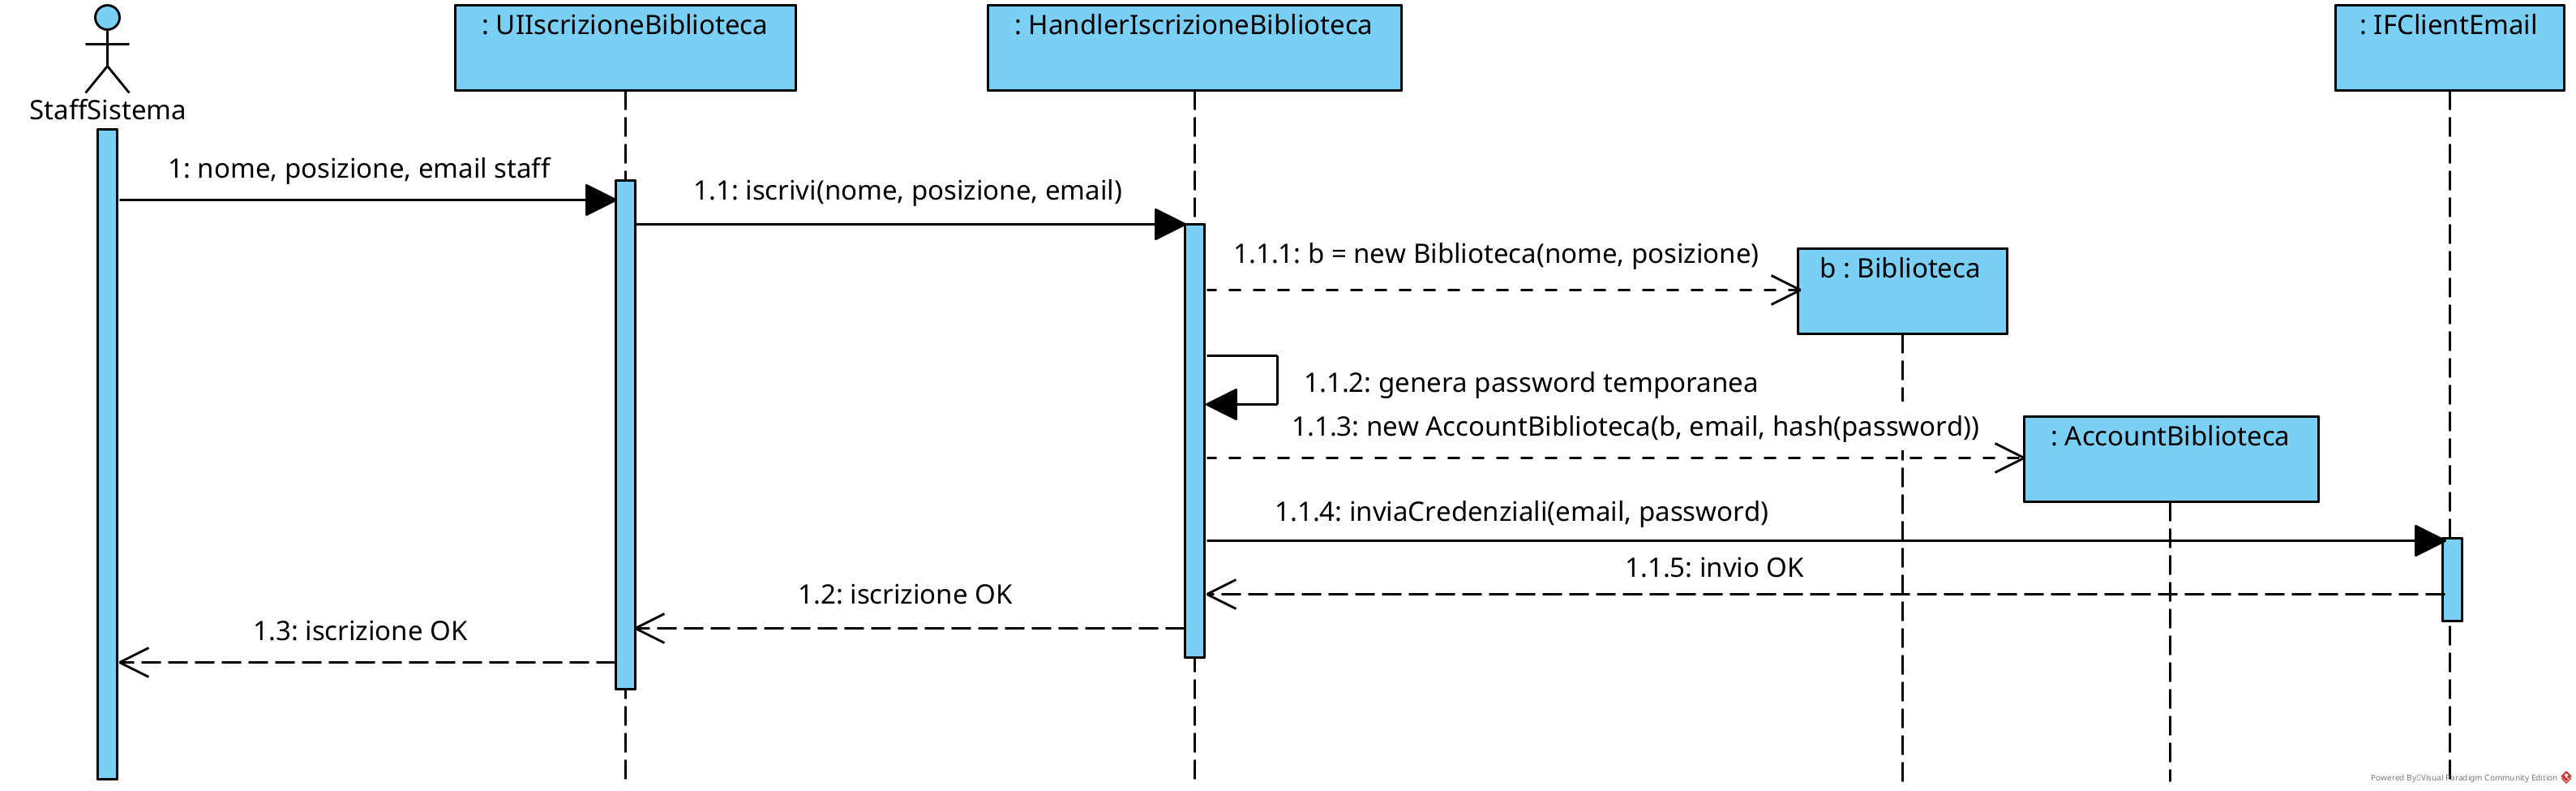 : UIIscrizioneBiblioteca
: HandlerIscrizioneBiblioteca
: IFClientEmail
StaffSistema
1: nome, posizione, email staff
1.1: iscrivi(nome, posizione, email)
1.1.1: b = new Biblioteca(nome, posizione)
b : Biblioteca
1.1.2: genera password temporanea
1.1.3: new AccountBiblioteca(b, email, hash(password))
: AccountBiblioteca
1.1.4: inviaCredenziali(email, password)
1.1.5: invio OK
1.2: iscrizione OK
1.3: iscrizione OK
Powered By Visual Paradigm Community Edition